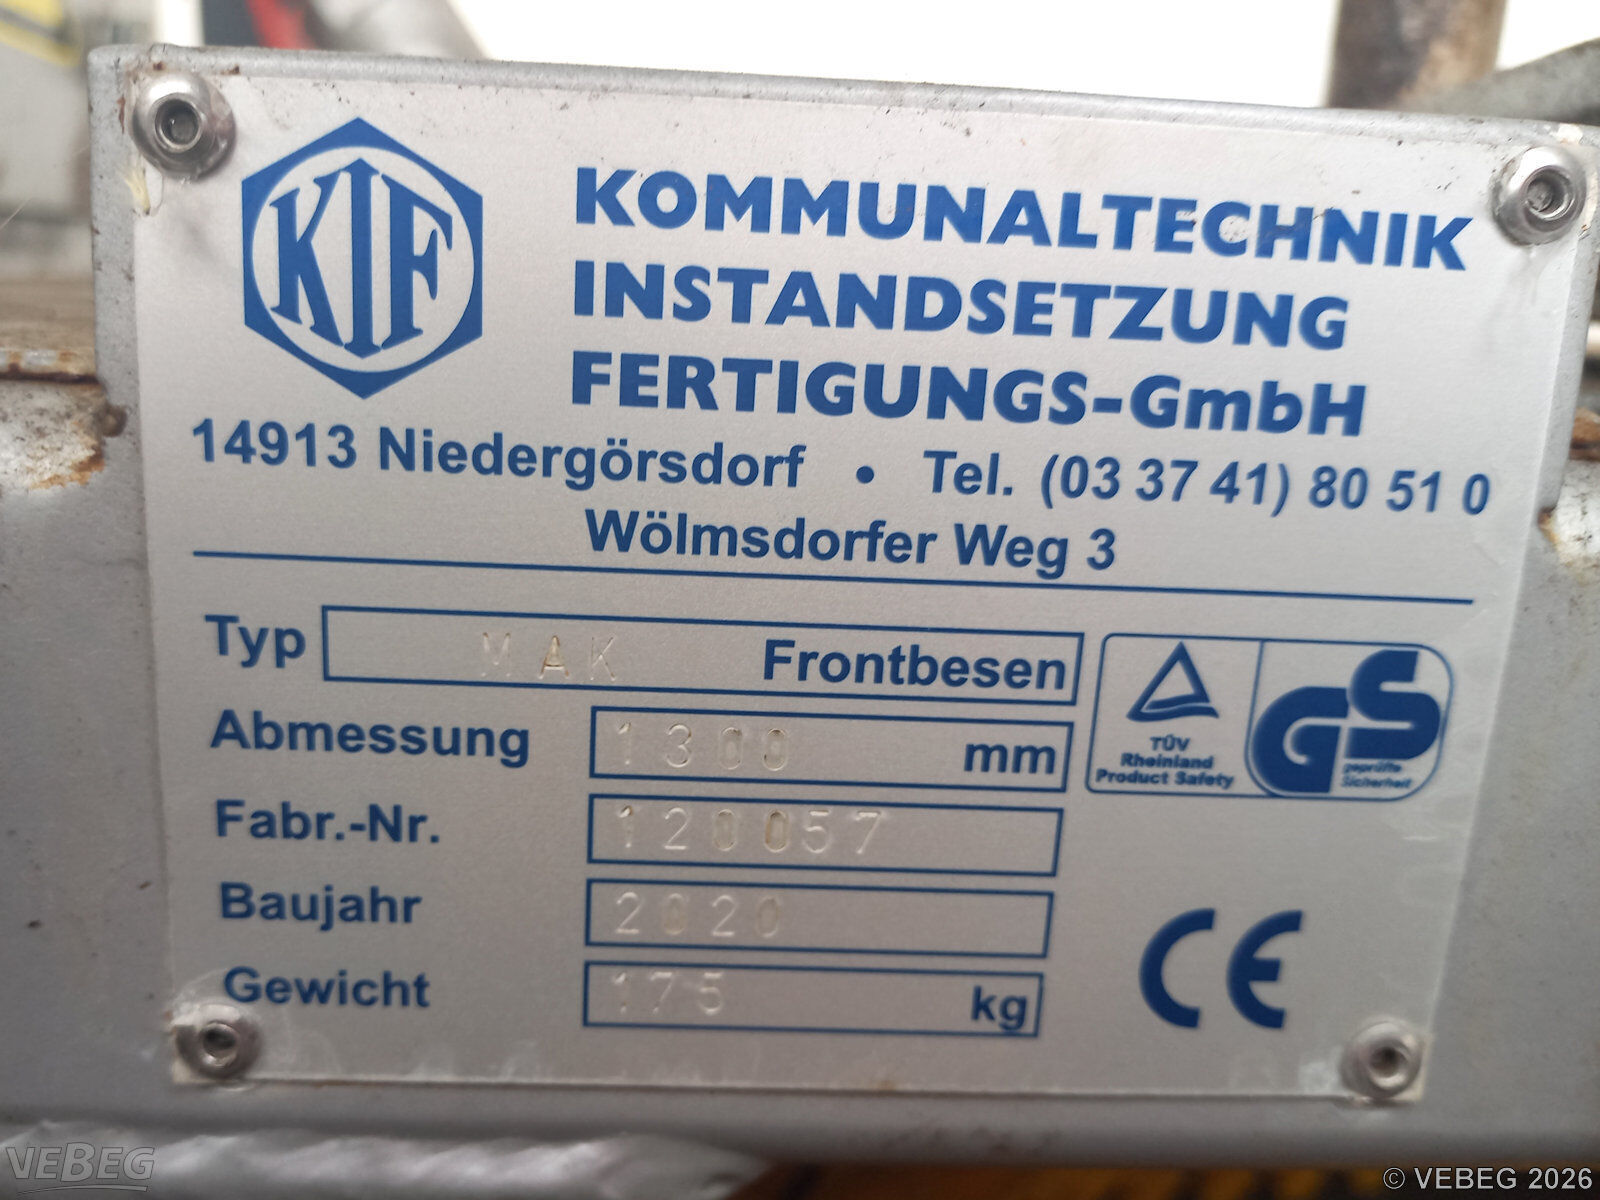 KIF
KOMMUNALTECHNIK
INSTANDSETZUNG
FERTIGUNGS-GmbH
14913 Niedergörsdorf • Tel. (03 37 41) 80 51 0
Wölmsdorfer Weg 3
Typ MAK Frontbesen
Abmessung 1300 mm
Fabr.-Nr. 120057
Baujahr 2020
Gewicht 175 kg
TÜV
Rheinland
Product Safety
GS
geprüfte
Sicherheit
CE
VEBEG
© VEBEG 2026